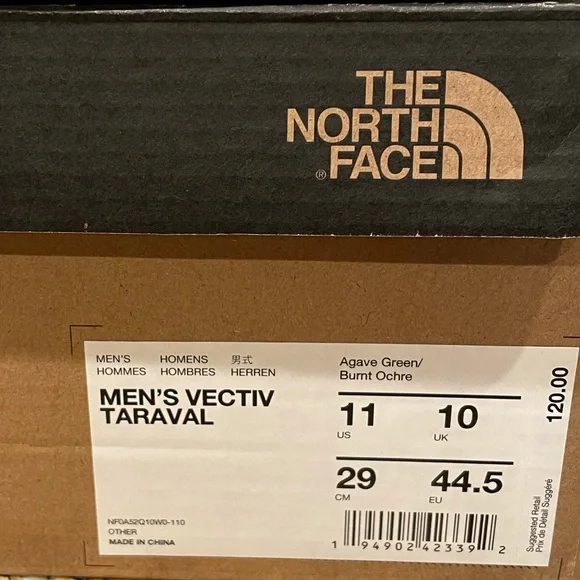 THE
NORTH
FACE
®
MEN'S HOMENS 男式
HOMMES HOMBRES HERREN
MEN'S VECTIV
TARAVAL
Agave Green/
Burnt Ochre
11 10
US UK
29 44.5
CM EU
NF0A52Q10W0-110
OTHER
MADE IN CHINA
1 94902 42339 2
120.00
Suggested Retail
Prix de Détail Suggéré